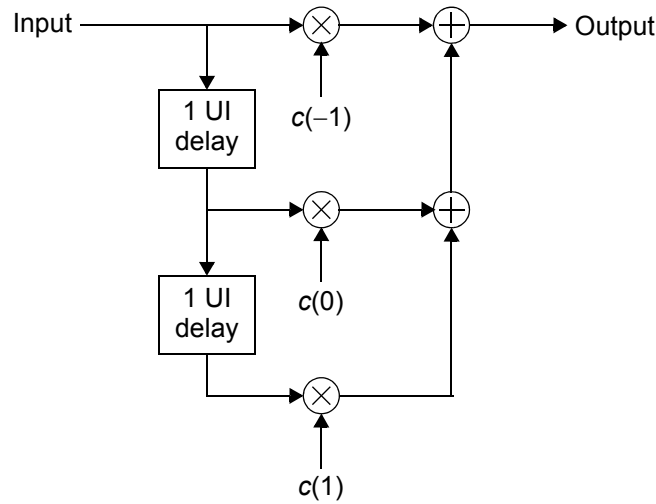 Input
Output
1 UI
delay
c(−1)
1 UI
delay
c(0)
c(1)